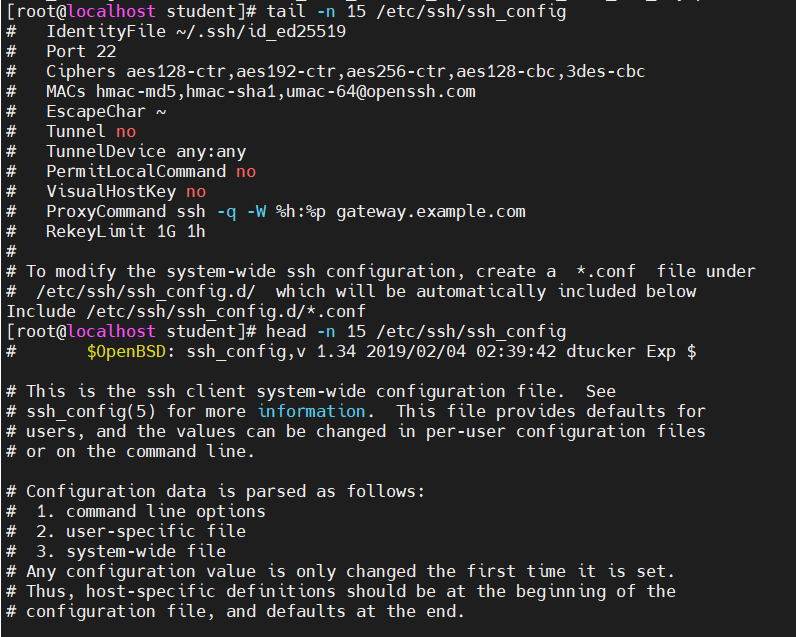 [root@localhost student]# tail -n 15 /etc/ssh/ssh_config
#   IdentityFile ~/.ssh/id_ed25519
#   Port 22
#   Ciphers aes128-ctr,aes192-ctr,aes256-ctr,aes128-cbc,3des-cbc
#   MACs hmac-md5,hmac-sha1,umac-64@openssh.com
#   EscapeChar ~
#   Tunnel no
#   TunnelDevice any:any
#   PermitLocalCommand no
#   VisualHostKey no
#   ProxyCommand ssh -q -W %h:%p gateway.example.com
#   RekeyLimit 1G 1h
#
# To modify the system-wide ssh configuration, create a  *.conf  file under
#  /etc/ssh/ssh_config.d/  which will be automatically included below
Include /etc/ssh/ssh_config.d/*.conf
[root@localhost student]# head -n 15 /etc/ssh/ssh_config
#       $OpenBSD: ssh_config,v 1.34 2019/02/04 02:39:42 dtucker Exp $

# This is the ssh client system-wide configuration file.  See
# ssh_config(5) for more information.  This file provides defaults for
# users, and the values can be changed in per-user configuration files
# or on the command line.

# Configuration data is parsed as follows:
#  1. command line options
#  2. user-specific file
#  3. system-wide file
# Any configuration value is only changed the first time it is set.
# Thus, host-specific definitions should be at the beginning of the
# configuration file, and defaults at the end.